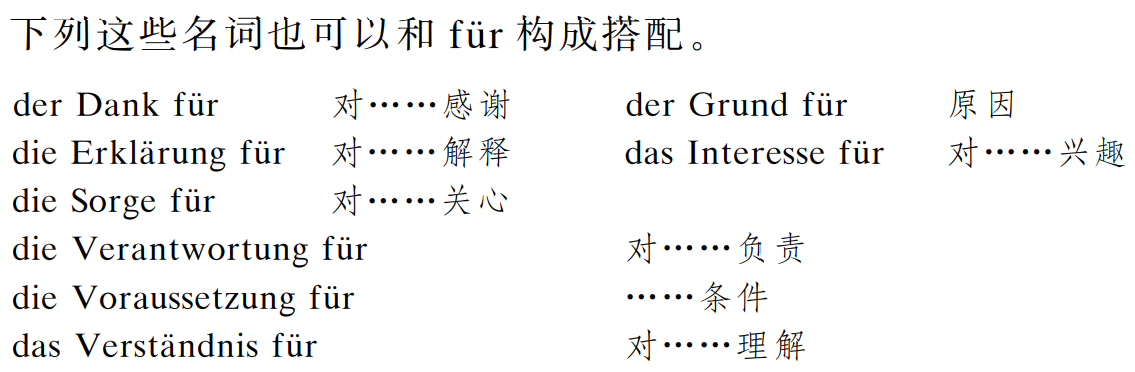 下列这些名词也可以和 für 构成搭配。
der Dank für 对……感谢 der Grund für 原因
die Erklärung für 对……解释 das Interesse für 对……兴趣
die Sorge für 对……关心
die Verantwortung für 对……负责
die Voraussetzung für ……条件
das Verständnis für 对……理解